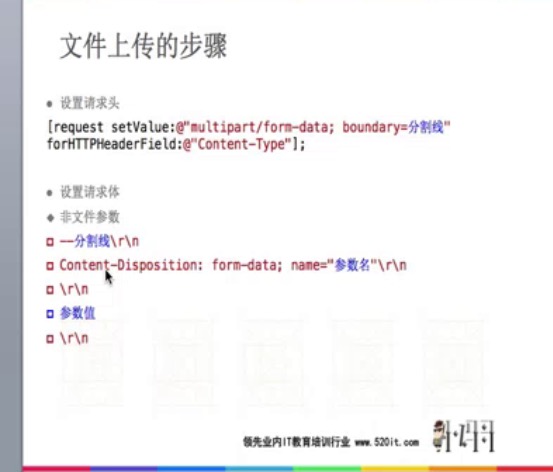 文件上传的步骤
设置请求头
[request setValue:@"multipart/form-data; boundary=分割线"
forHTTPHeaderField:@"Content-Type"];
设置请求体
非文件参数
--分割线\r\n
Content-Disposition: form-data; name="参数名"\r\n
\r\n
参数值
\r\n
领先业内IT教育培训行业 www.520it.com 小码哥